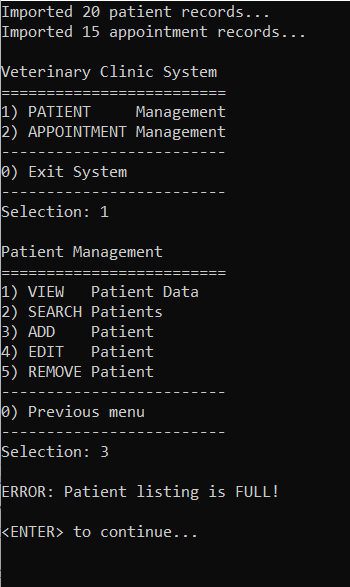 Imported 20 patient records...
Imported 15 appointment records...

Veterinary Clinic System
=========================
1) PATIENT     Management
2) APPOINTMENT Management
-------------------------
0) Exit System
-------------------------
Selection: 1

Patient Management
=========================
1) VIEW   Patient Data
2) SEARCH Patients
3) ADD    Patient
4) EDIT   Patient
5) REMOVE Patient
-------------------------
0) Previous menu
-------------------------
Selection: 3

ERROR: Patient listing is FULL!

<ENTER> to continue...